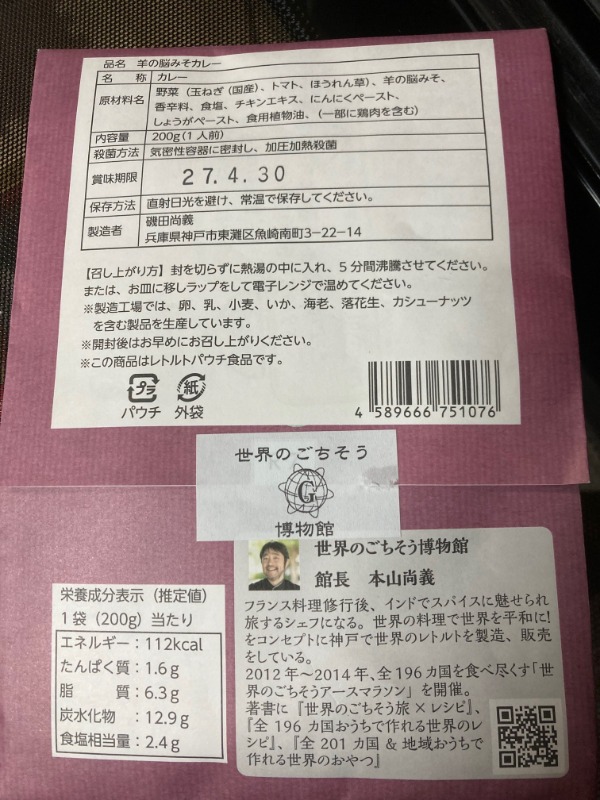 品名 羊の脳みそカレー
名 称 カレー
原材料名 野菜（玉ねぎ（国産）、トマト、ほうれん草）、羊の脳みそ、
香辛料、食塩、チキンエキス、にんにくペースト、
しょうがペースト、食用植物油、（一部に鶏肉を含む）
内容量 200g（1人前）
殺菌方法 気密性容器に密封し、加圧加熱殺菌
賞味期限 27.4.30
保存方法 直射日光を避け、常温で保存してください。
製造者 磯田尚義
兵庫県神戸市東灘区魚崎南町3-22-14
【召し上がり方】封を切らずに熱湯の中に入れ、5分間沸騰させてください。
または、お皿に移しラップをして電子レンジで温めてください。
※製造工場では、卵、乳、小麦、いか、海老、落花生、カシューナッツ
を含む製品を生産しています。
※開封後はお早めにお召し上がりください。
※この商品はレトルトパウチ食品です。
プラ 紙
パウチ 外袋
4 589666 751076
世界のごちそう
G
博物館
世界のごちそう博物館
館長 本山尚義
フランス料理修行後、インドでスパイスに魅せられ
旅するシェフになる。世界の料理で世界を平和に!
をコンセプトに神戸で世界のレトルトを製造、販売
をしている。
2012年〜2014年、全196カ国を食べ尽くす「世
界のごちそうアースマラソン」を開催。
著書に『世界のごちそう旅×レシピ』、
『全 196 カ国おうちで作れる世界のレ
シピ』、『全 201 カ国 & 地域おうちで
作れる世界のおやつ』
栄養成分表示（推定値）
1袋（200g）当たり
エネルギー：112kcal
たんぱく質：1.6g
脂 質：6.3g
炭水化物 ：12.9g
食塩相当量：2.4g